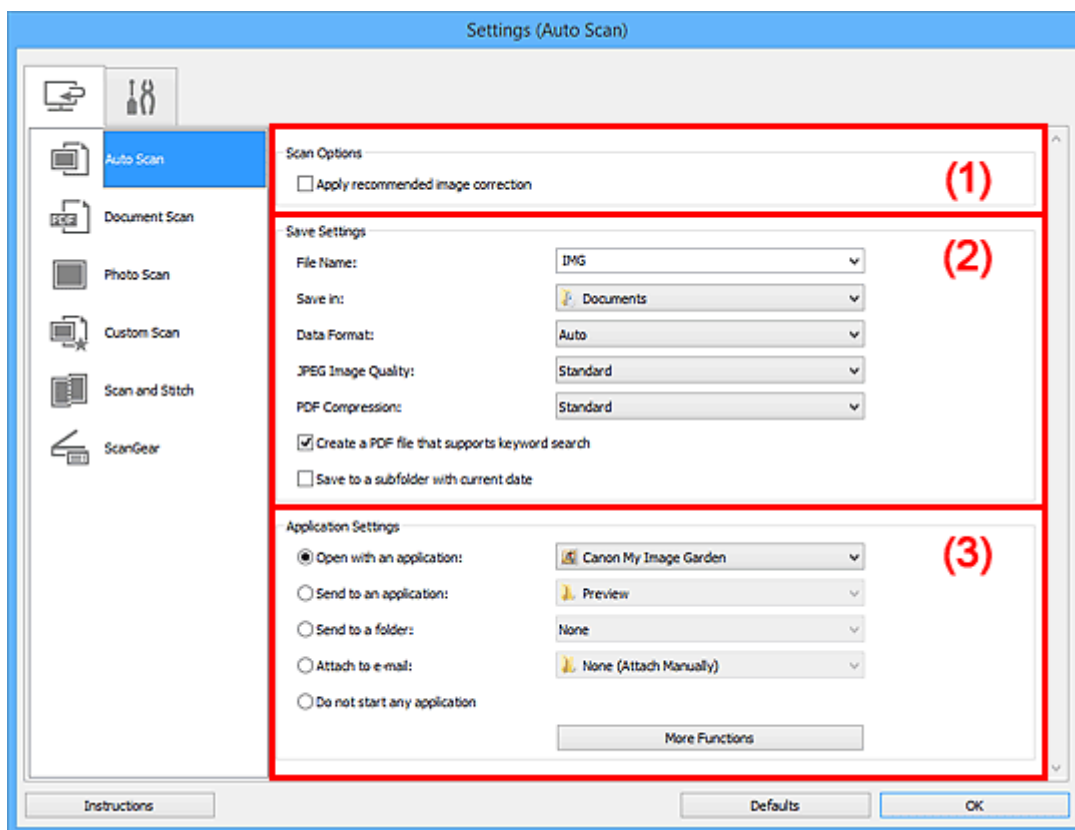 Settings (Auto Scan)
Auto Scan
Document Scan
Photo Scan
Custom Scan
Scan and Stitch
ScanGear
Scan Options
Apply recommended image correction
(1)
Save Settings
(2)
File Name: IMG
Save in: Documents
Data Format: Auto
JPEG Image Quality: Standard
PDF Compression: Standard
Create a PDF file that supports keyword search
Save to a subfolder with current date
Application Settings
(3)
Open with an application: Canon My Image Garden
Send to an application: Preview
Send to a folder: None
Attach to e-mail: None (Attach Manually)
Do not start any application
More Functions
Instructions Defaults OK